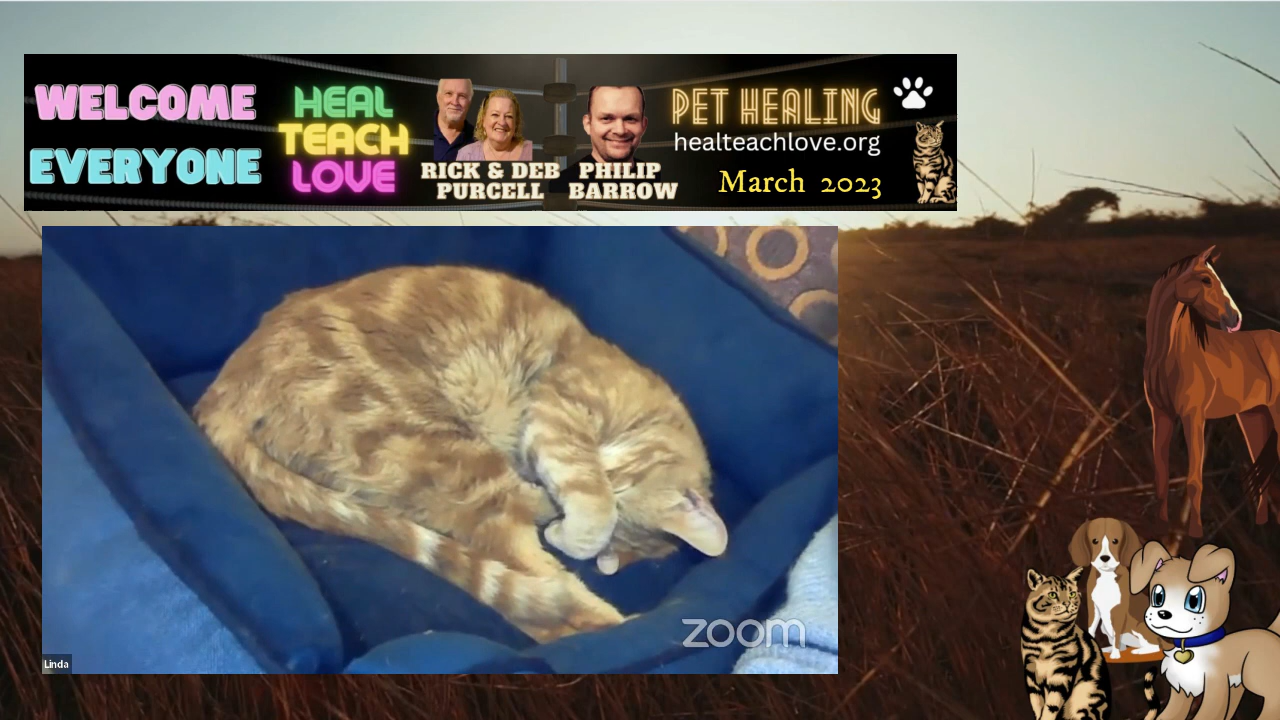 WELCOME
EVERYONE
HEAL
TEACH
LOVE
RICK & DEB
PURCELL
PHILIP
BARROW
PET HEALING
healteachlove.org
March 2023
zoom
Linda